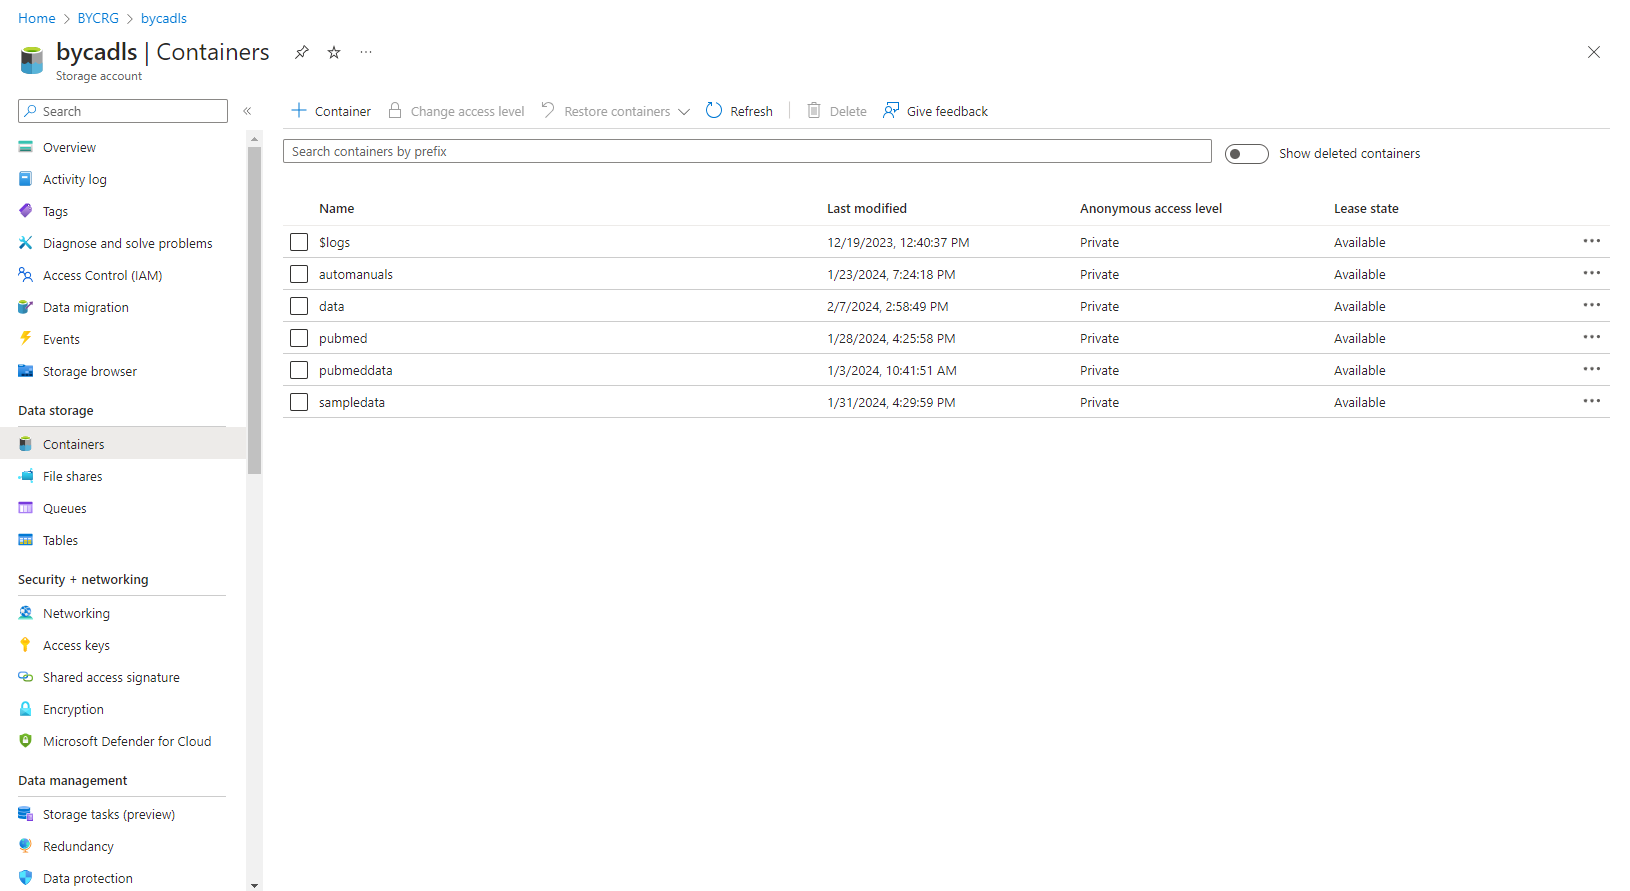 Home > BYCRG > bycadls
bycadls | Containers
Storage account
Search
Overview
Activity log
Tags
Diagnose and solve problems
Access Control (IAM)
Data migration
Events
Storage browser
Data storage
Containers
File shares
Queues
Tables
Security + networking
Networking
Access keys
Shared access signature
Encryption
Microsoft Defender for Cloud
Data management
Storage tasks (preview)
Redundancy
Data protection
Container Change access level Restore containers Refresh Delete Give feedback
Search containers by prefix
Show deleted containers
Name Last modified Anonymous access level Lease state
$logs 12/19/2023, 12:40:37 PM Private Available
automanuals 1/23/2024, 7:24:18 PM Private Available
data 2/7/2024, 2:58:49 PM Private Available
pubmed 1/28/2024, 4:25:58 PM Private Available
pubmeddata 1/3/2024, 10:41:51 AM Private Available
sampledata 1/31/2024, 4:29:59 PM Private Available